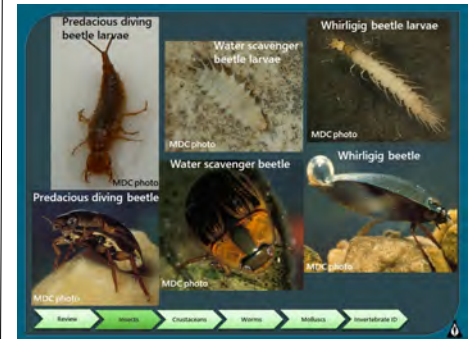 Predacious diving
beetle larvae
MDC photo
Water scavenger
beetle larvae
MDC photo
Whirligig beetle larvae
MDC photo
Predacious diving beetle
MDC photo
Water scavenger beetle
MDC photo
Whirligig beetle
MDC photo
Review
Insects
Crustaceans
Worms
Molluscs
Invertebrate ID